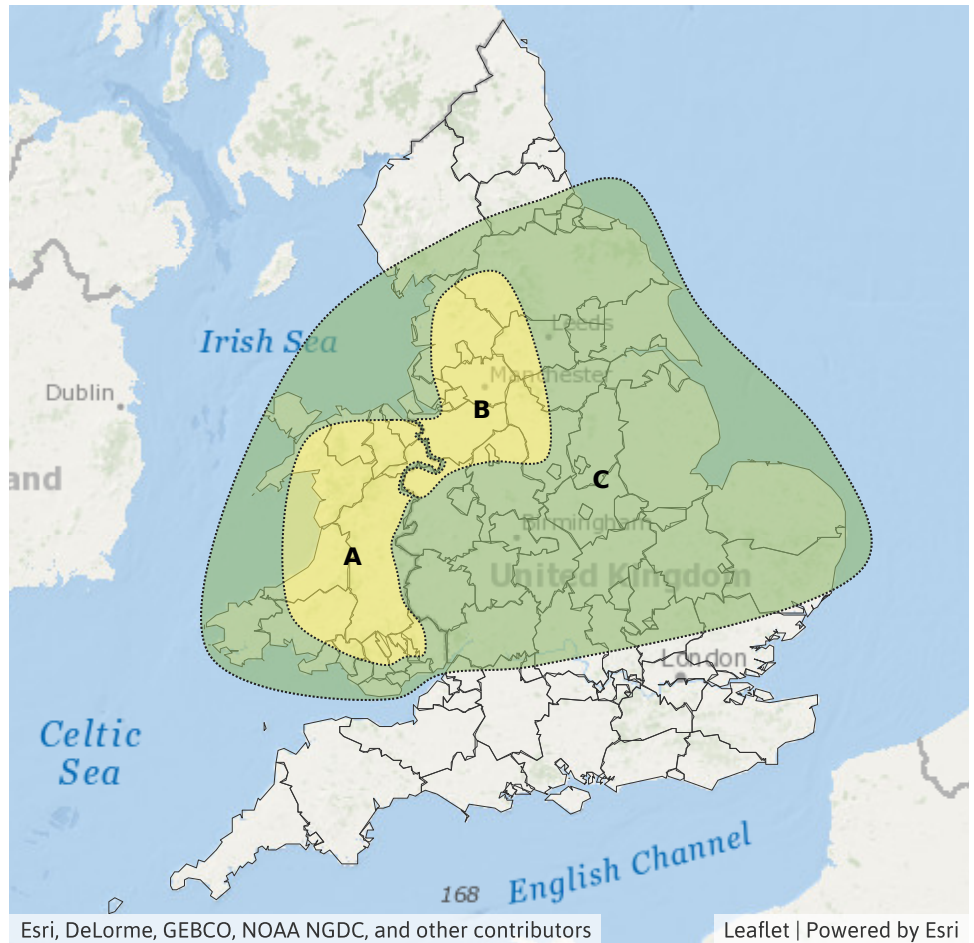 Leeds
Irish Sea
Manchester
Dublin
B
and
C
Birmingham
A
United Kingdom
London
Celtic
Sea
English Channel
168
Esri, DeLorme, GEBCO, NOAA NGDC, and other contributors
Leaflet | Powered by Esri